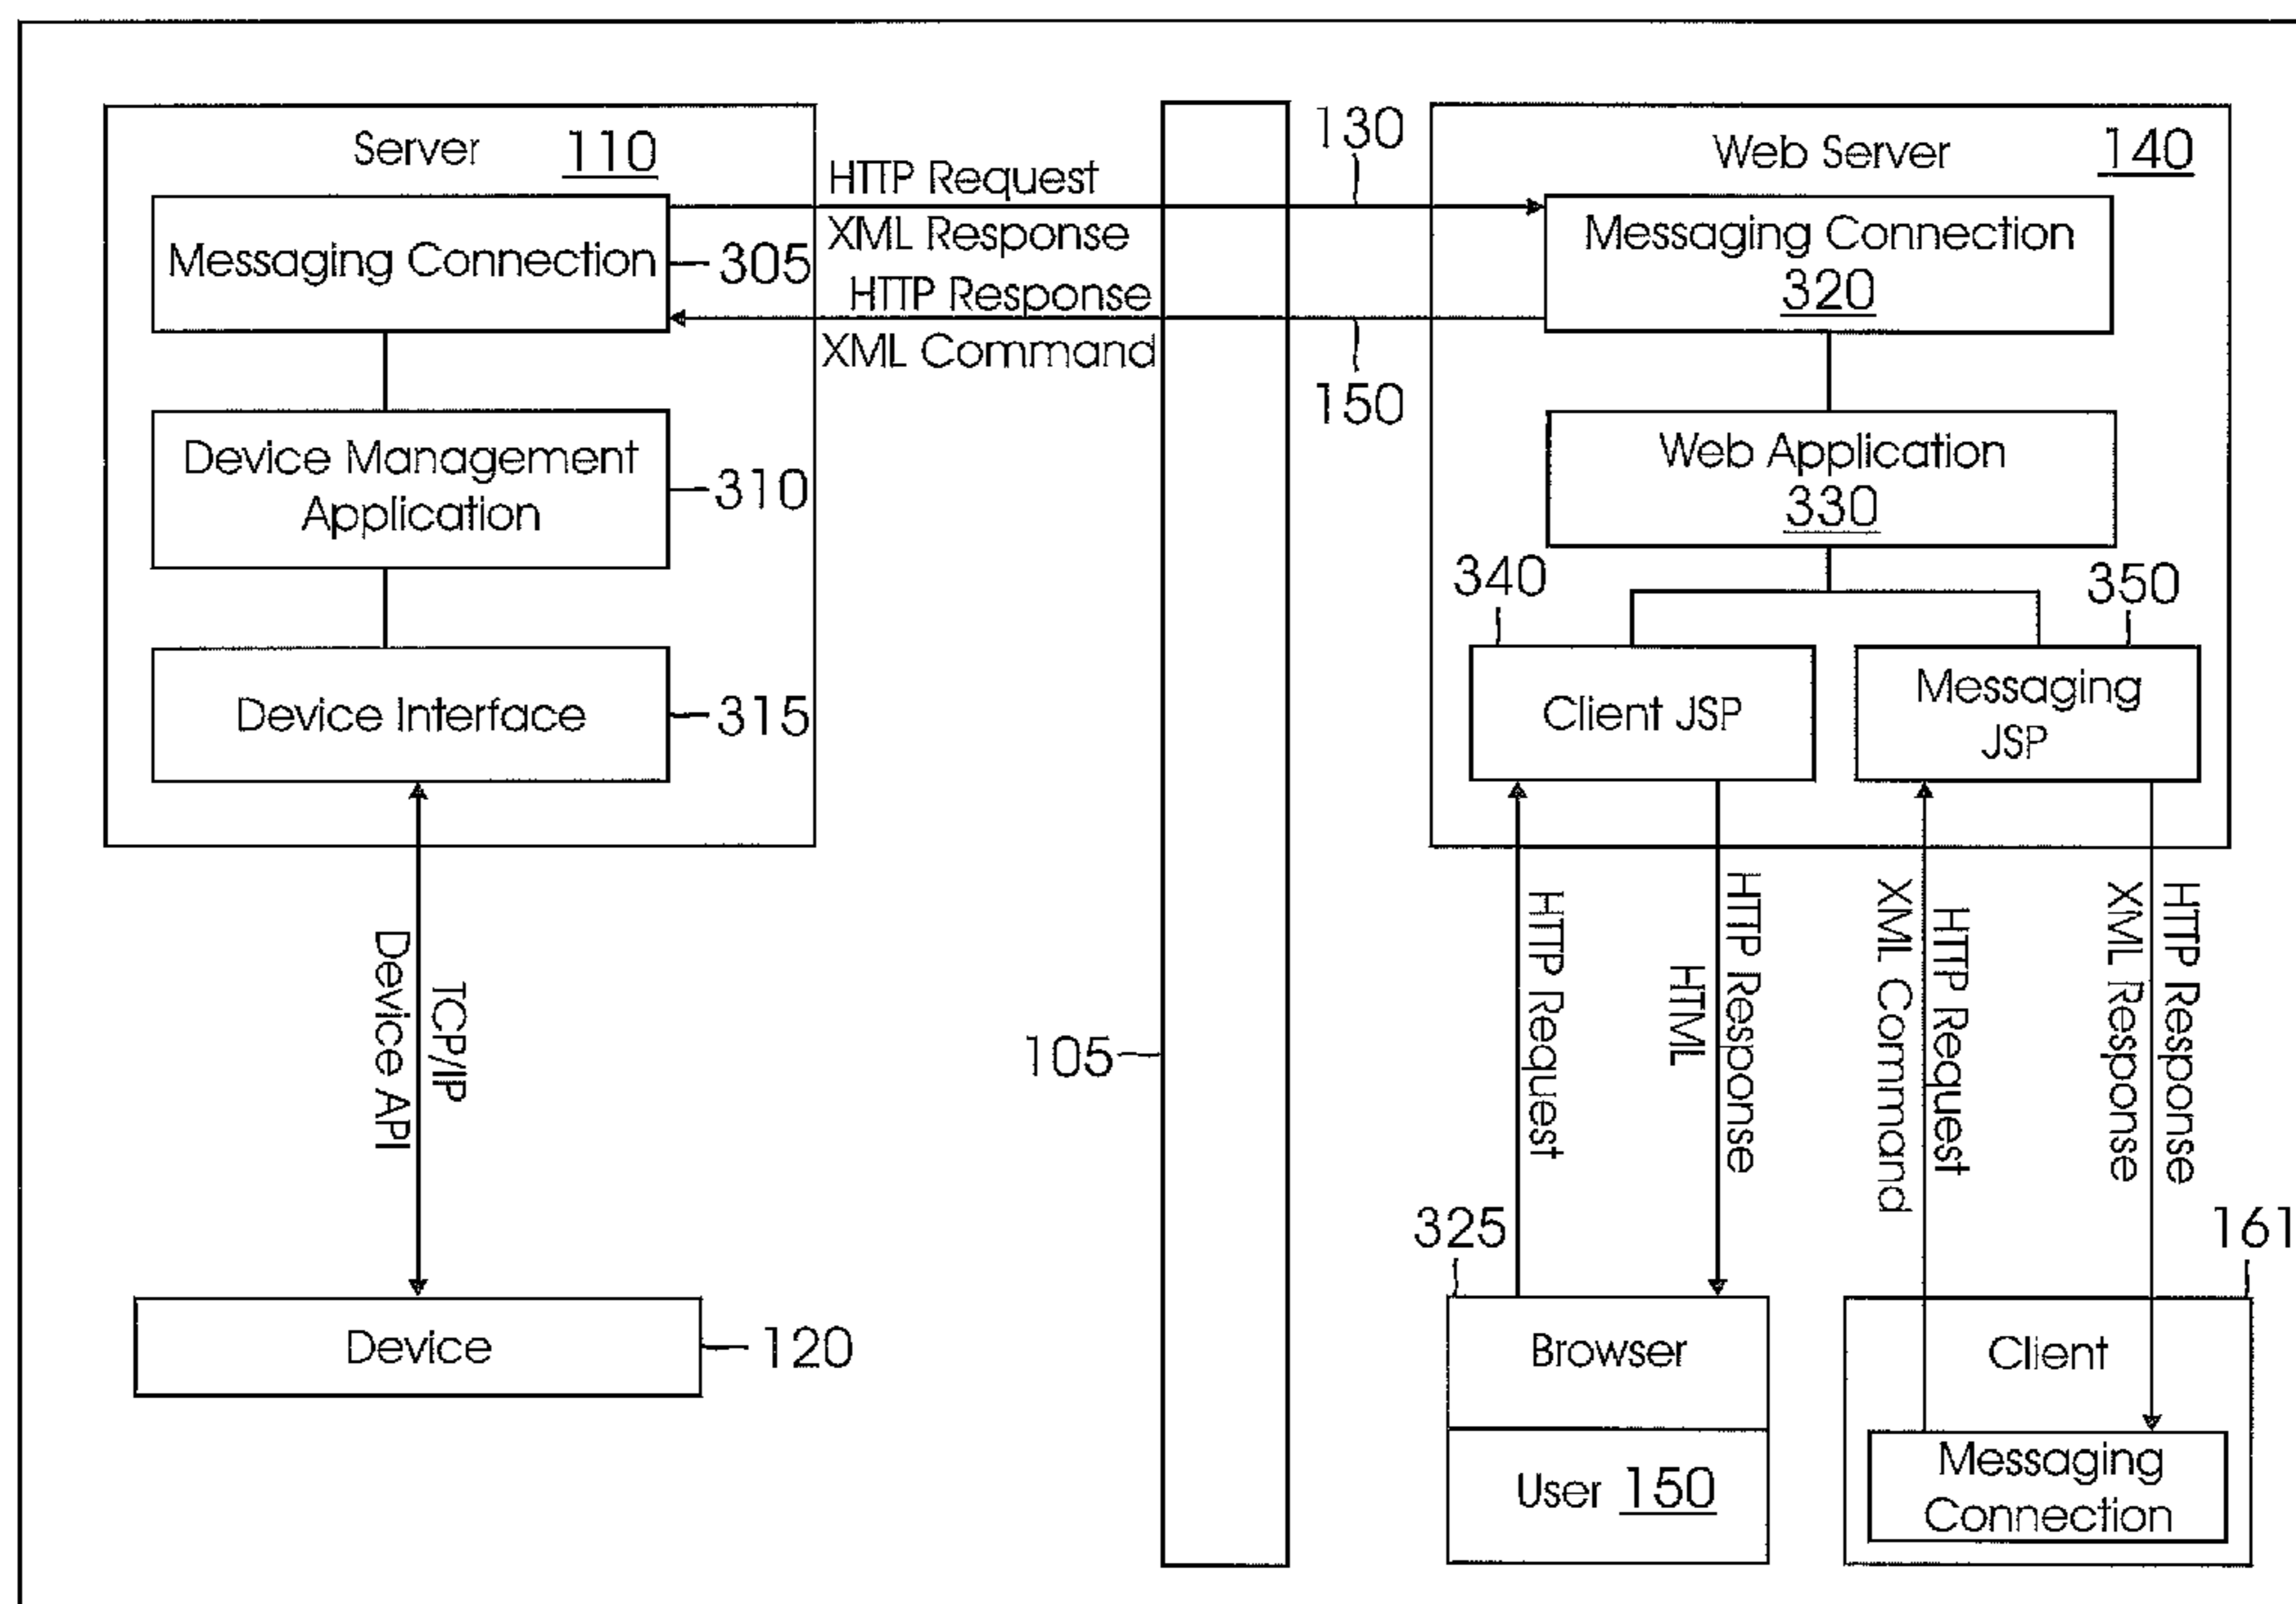 Server 110
Messaging Connection
305
Device Management
Application
310
Device Interface
315
TCP/IP
Device API
Device
120
HTTP Request
XML Response
HTTP Response
XML Command
130
150
105
Web Server 140
Messaging Connection
320
Web Application
330
340
350
Client JSP
Messaging
JSP
HTTP Request
HTTP Response
HTML
HTTP Request
XML Command
HTTP Response
XML Response
325
161
Browser
User 150
Client
Messaging
Connection